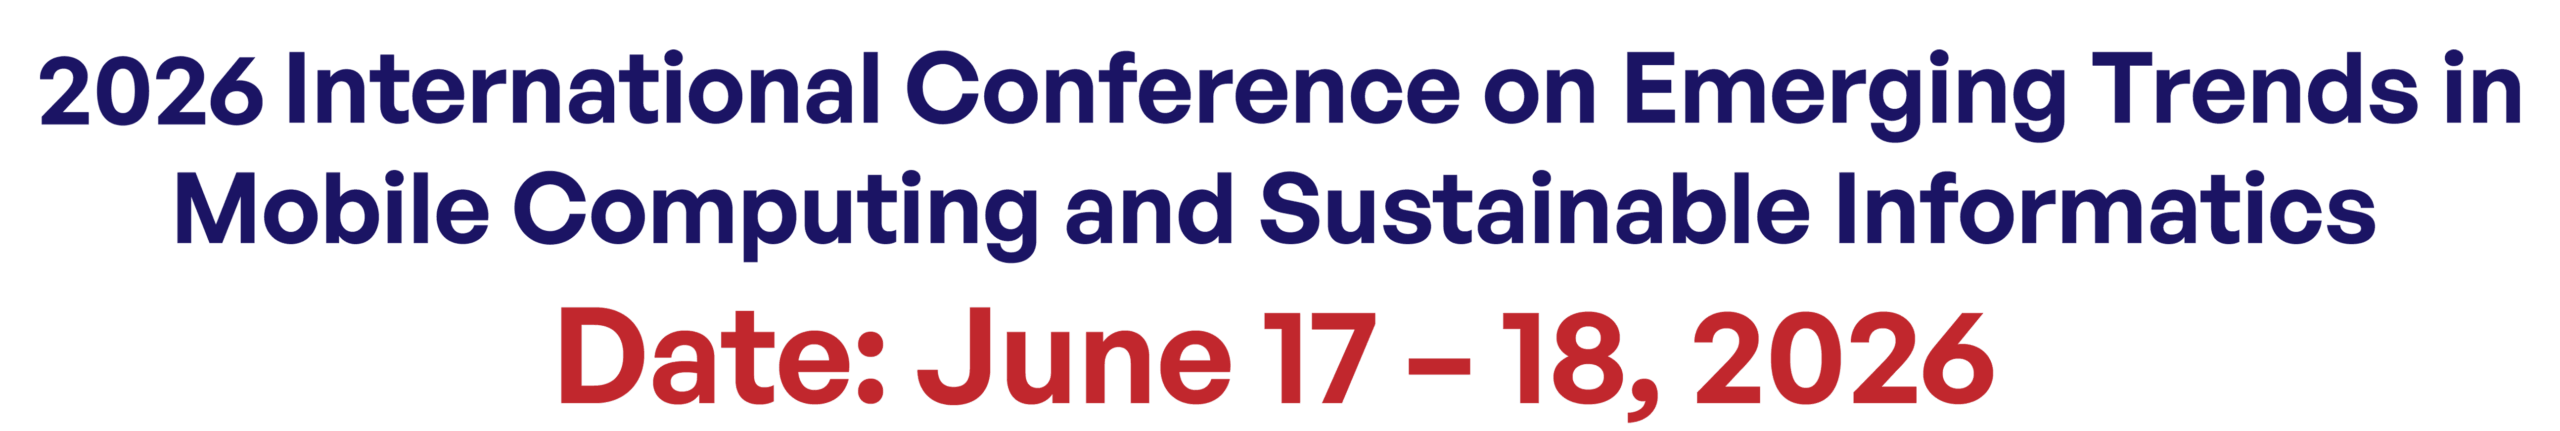 2026 International Conference on Emerging Trends in
Mobile Computing and Sustainable Informatics
Date: June 17 – 18, 2026